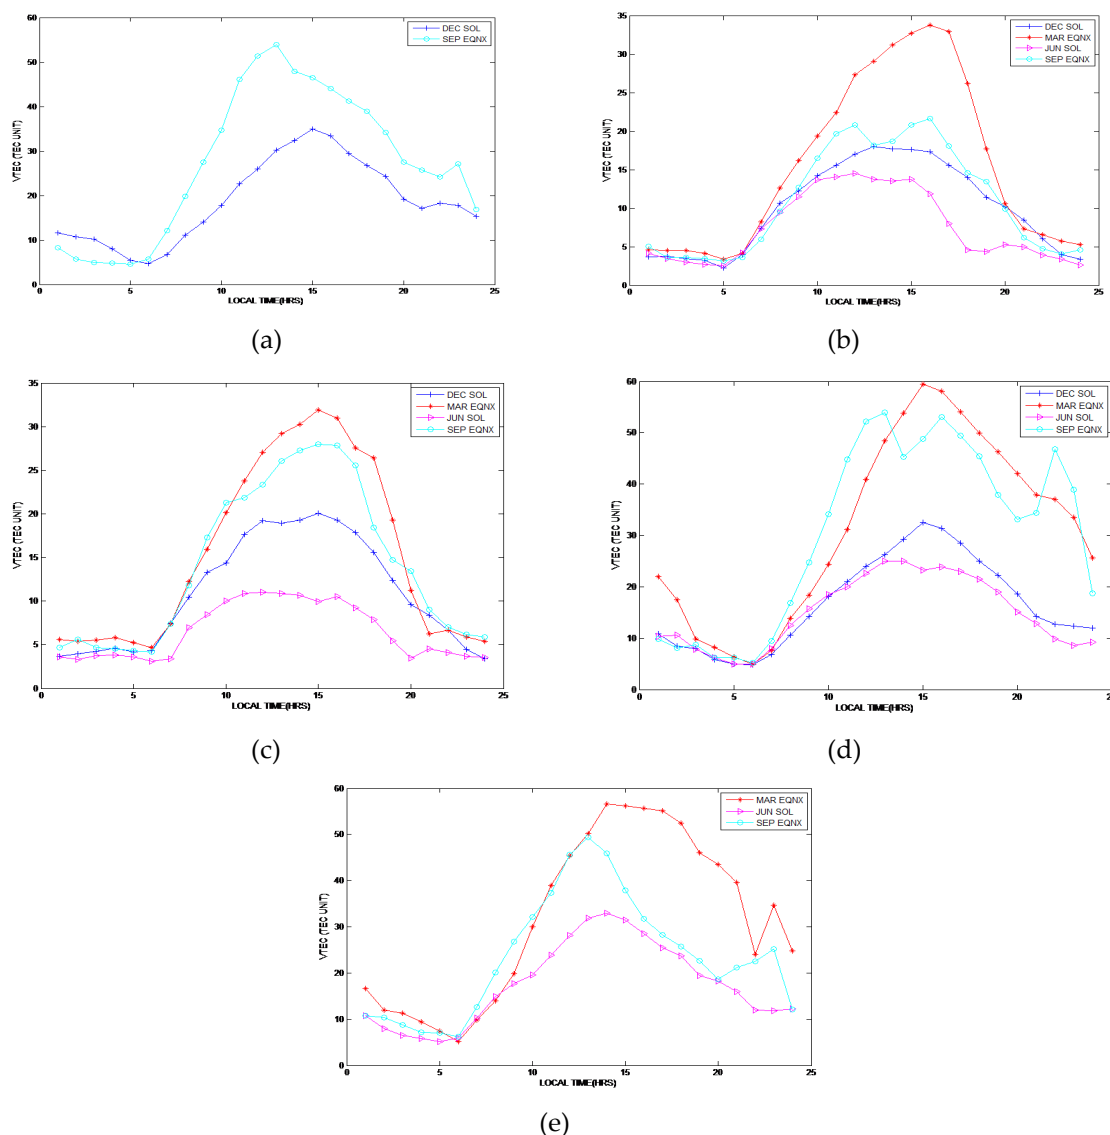 60
50
40
30
20
10
0
VTEC (TEC UNIT)
DEC SOL
SEP EQNX
0 5 10 15 20 25
LOCAL TIME(HRS)
(a)
35
30
25
20
15
10
5
0
VTEC (TEC UNIT)
DEC SOL
MAR EQNX
JUN SOL
SEP EQNX
0 5 10 15 20 25
LOCAL TIME(HRS)
(b)
35
30
25
20
15
10
5
0
VTEC (TEC UNIT)
DEC SOL
MAR EQNX
JUN SOL
SEP EQNX
0 5 10 15 20 25
LOCAL TIME(HRS)
(c)
60
50
40
30
20
10
0
VTEC (TEC UNIT)
DEC SOL
MAR EQNX
JUN SOL
SEP EQNX
0 5 10 15 20
LOCAL TIME(HRS)
(d)
60
50
40
30
20
10
0
VTEC (TEC UNIT)
MAR EQNX
JUN SOL
SEP EQNX
0 5 10 15 20 25
LOCAL TIME(HRS)
(e)